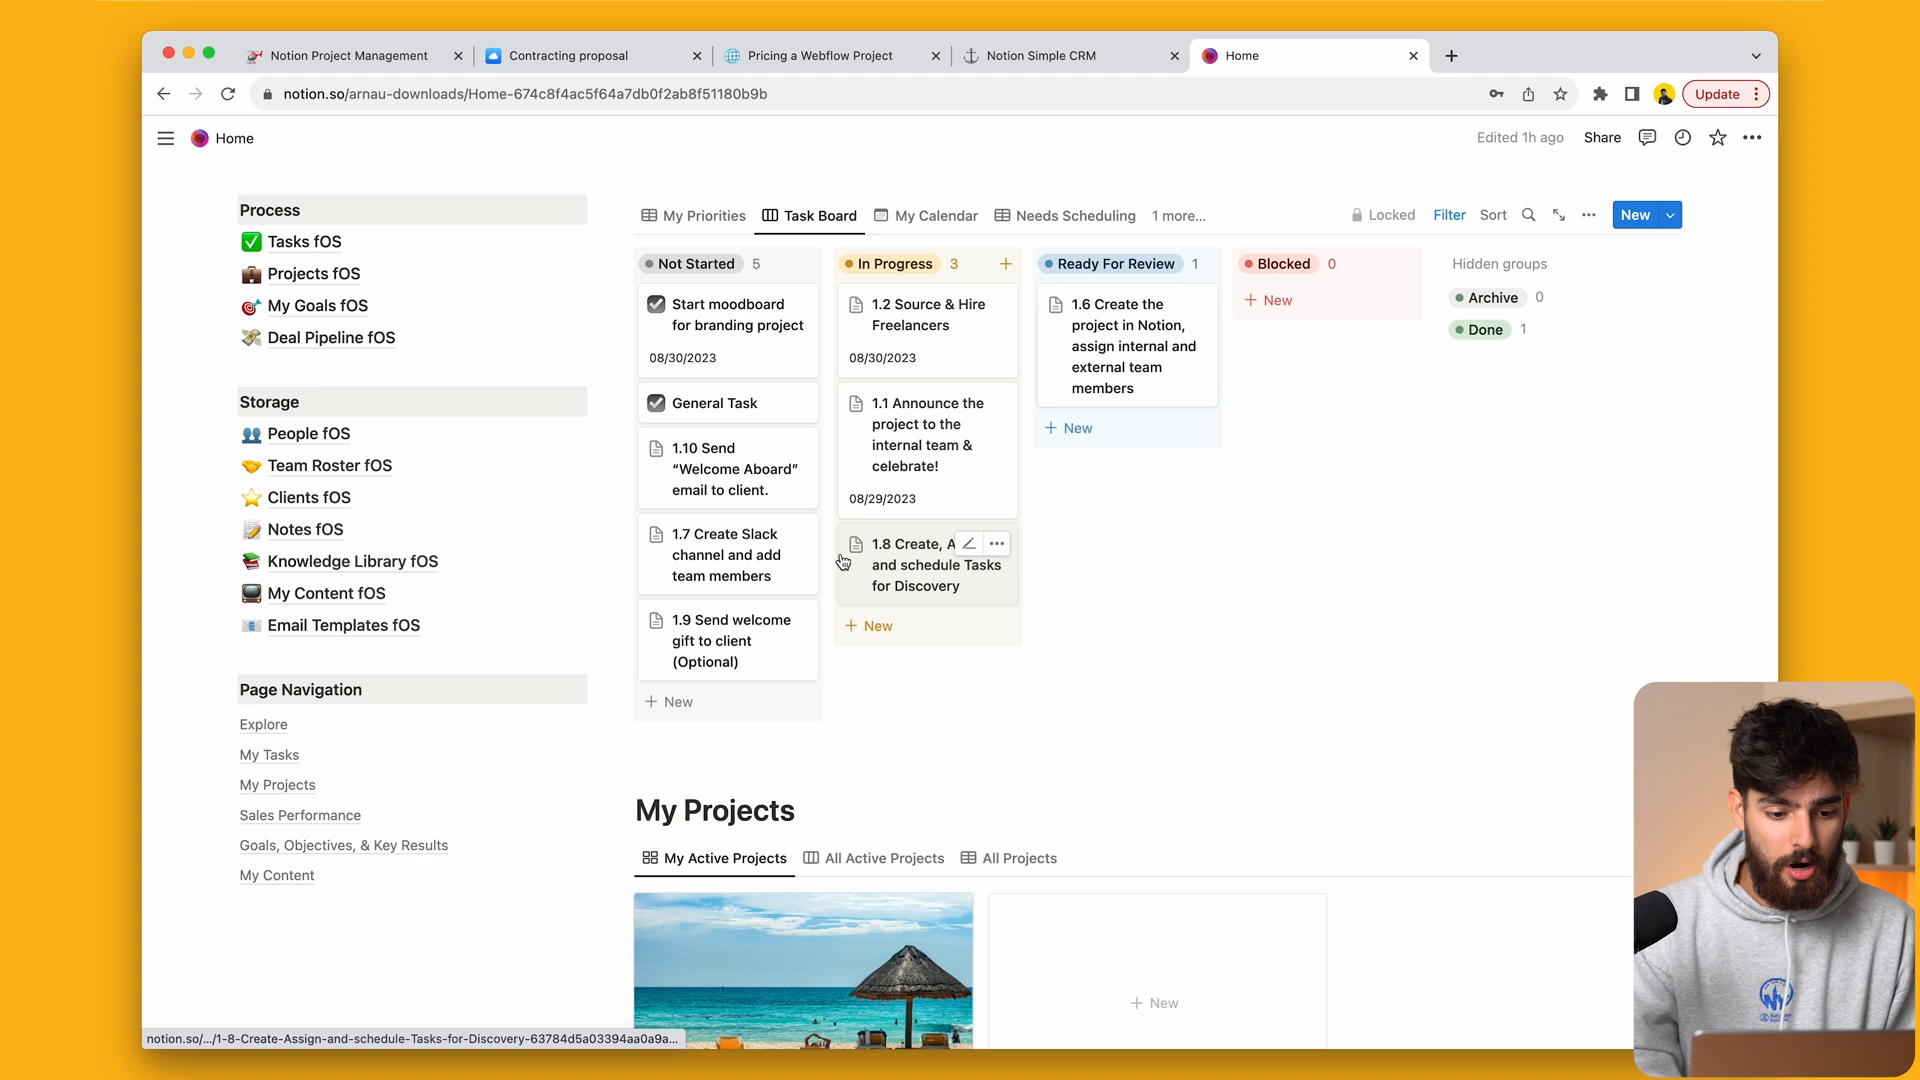 Notion Project Management
Contracting proposal
Pricing a Webflow Project
Notion Simple CRM
Home
notion.so/arnau-downloads/Home-674c8f4ac5f64a7db0f2ab8f51180b9b
Update
Home
Edited 1h ago
Share
Process
Tasks fOS
Projects fOS
My Goals fOS
Deal Pipeline fOS
Storage
People fOS
Team Roster fOS
Clients fOS
Notes fOS
Knowledge Library fOS
My Content fOS
Email Templates fOS
Page Navigation
Explore
My Tasks
My Projects
Sales Performance
Goals, Objectives, & Key Results
My Content
My Priorities
Task Board
My Calendar
Needs Scheduling
1 more...
Locked
Filter
Sort
New
Not Started 5
Start moodboard
for branding project
08/30/2023
General Task
1.10 Send
“Welcome Aboard”
email to client.
1.7 Create Slack
channel and add
team members
1.9 Send welcome
gift to client
(Optional)
+ New
In Progress 3
1.2 Source & Hire
Freelancers
08/30/2023
1.1 Announce the
project to the
internal team &
celebrate!
08/29/2023
1.8 Create, A
and schedule Tasks
for Discovery
+ New
Ready For Review 1
1.6 Create the
project in Notion,
assign internal and
external team
members
+ New
Blocked 0
+ New
Hidden groups
Archive 0
Done 1
My Projects
My Active Projects
All Active Projects
All Projects
+ New
notion.so/.../1-8-Create-Assign-and-schedule-Tasks-for-Discovery-63784d5a03394aa0a9a...
NY